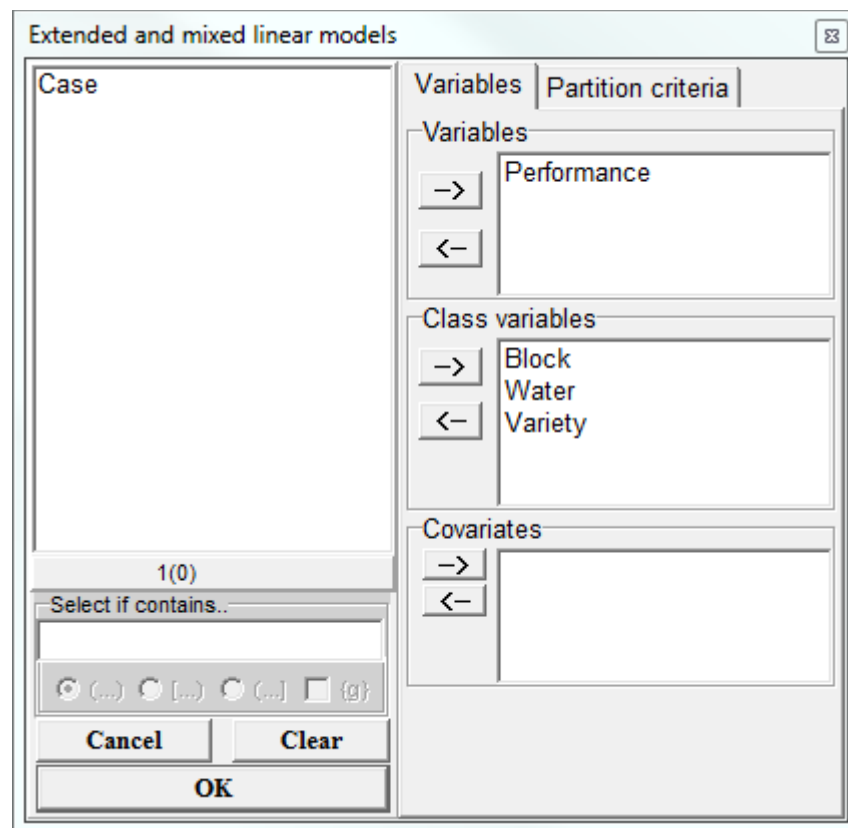 Extended and mixed linear models
Case
1(0)
Select if contains..
(...) [...) (...] {g}
Cancel Clear
OK
Variables Partition criteria
Variables
–>
Performance
<–
Class variables
–>
Block
Water
<–
Variety
Covariates
–>
<–